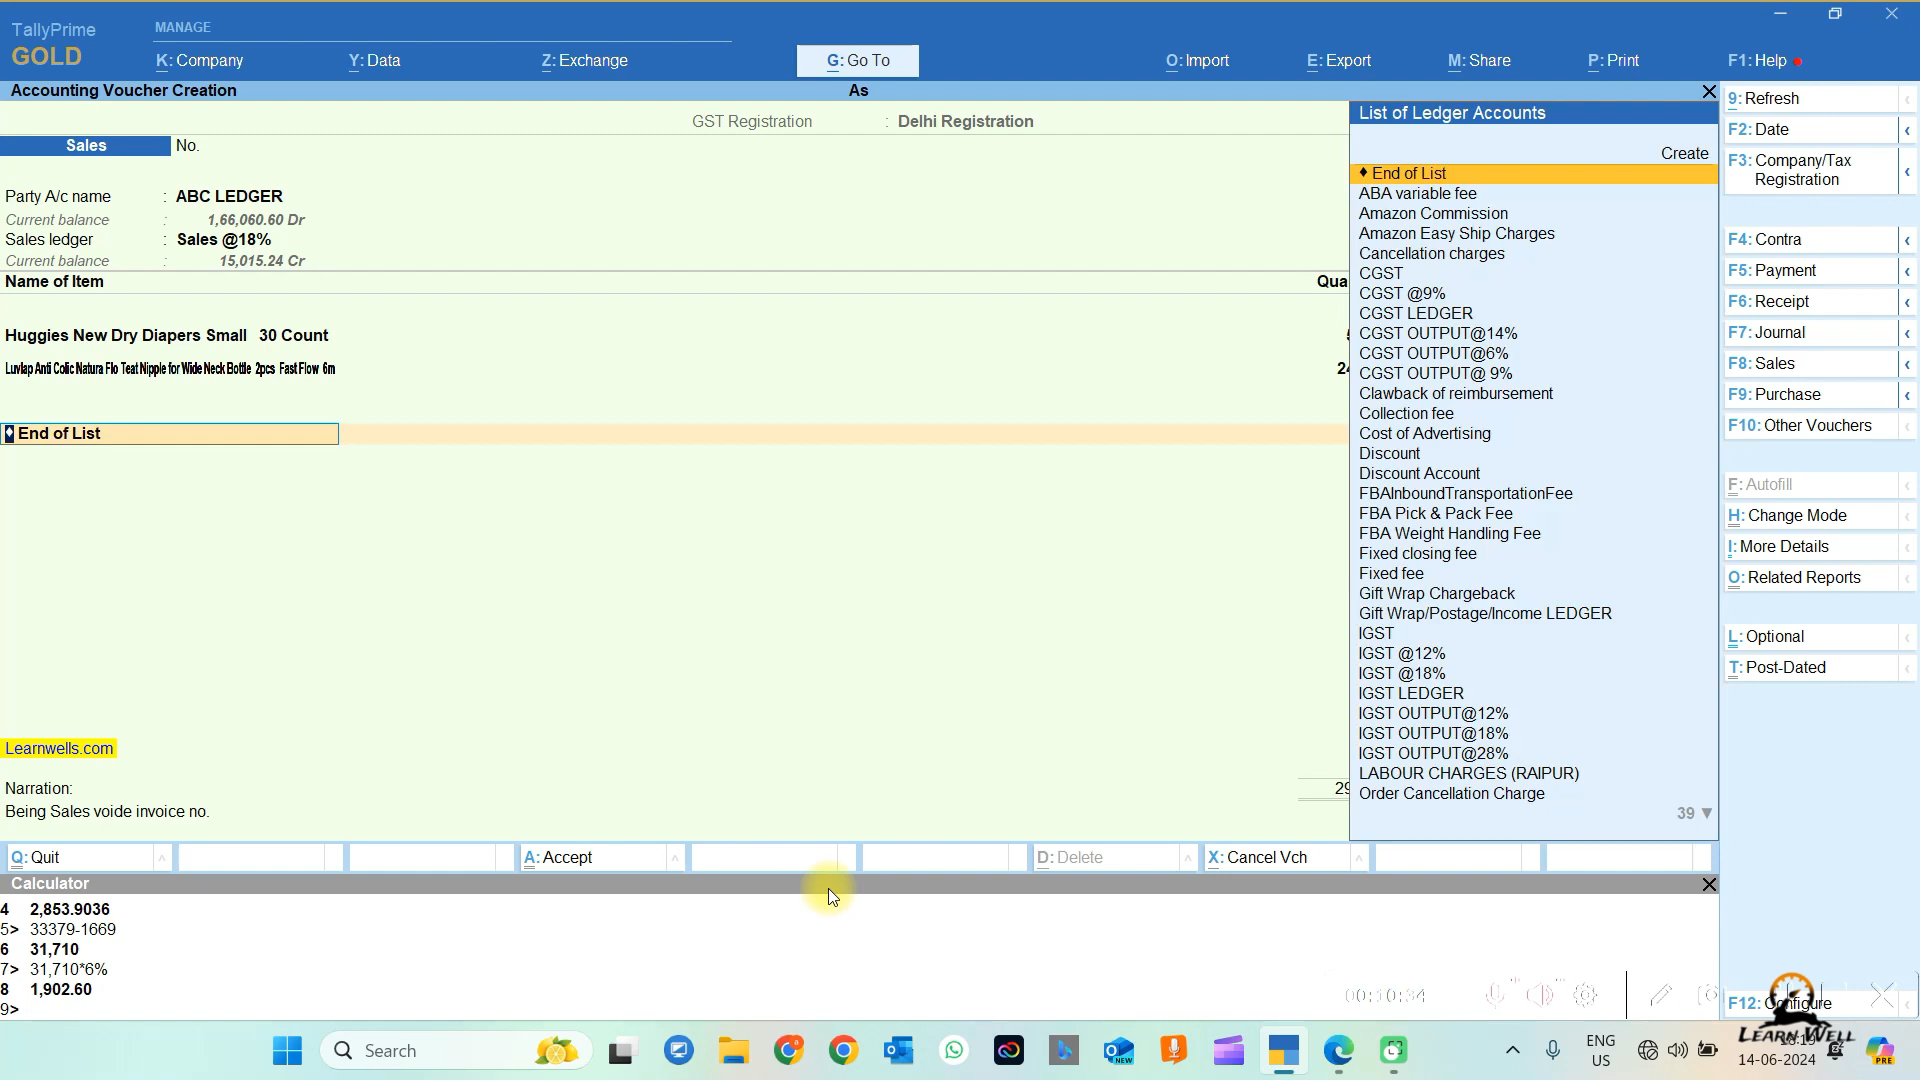 TallyPrime
GOLD
MANAGE
K: Company
Y: Data
Z: Exchange
G: Go To
O: Import
E: Export
M: Share
P: Print
F1: Help
Accounting Voucher Creation
As
GST Registration : Delhi Registration
Sales No.
Party A/c name : ABC LEDGER
Current balance : 1,66,060.60 Dr
Sales ledger : Sales @18%
Current balance : 15,015.24 Cr
Name of Item
Huggies New Dry Diapers Small 30 Count
Luvlap Anti Colic Natura Flo Teat Nipple for Wide Neck Bottle 2pcs Fast Flow 6m
♦ End of List
Learnwells.com
Narration:
Being Sales voide invoice no.
List of Ledger Accounts
Create
♦ End of List
ABA variable fee
Amazon Commission
Amazon Easy Ship Charges
Cancellation charges
CGST
CGST @9%
CGST LEDGER
CGST OUTPUT@14%
CGST OUTPUT@6%
CGST OUTPUT@ 9%
Clawback of reimbursement
Collection fee
Cost of Advertising
Discount
Discount Account
FBAInboundTransportationFee
FBA Pick & Pack Fee
FBA Weight Handling Fee
Fixed closing fee
Fixed fee
Gift Wrap Chargeback
Gift Wrap/Postage/Income LEDGER
IGST
IGST @12%
IGST @18%
IGST LEDGER
IGST OUTPUT@12%
IGST OUTPUT@18%
IGST OUTPUT@28%
LABOUR CHARGES (RAIPUR)
Order Cancellation Charge
39 ▼
9: Refresh
F2: Date
F3: Company/Tax
Registration
F4: Contra
F5: Payment
F6: Receipt
F7: Journal
F8: Sales
F9: Purchase
F10: Other Vouchers
F: Autofill
H: Change Mode
I: More Details
O: Related Reports
L: Optional
T: Post-Dated
F12: Configure
Q: Quit
A: Accept
D: Delete
X: Cancel Vch
Calculator
4 2,853.9036
5> 33379-1669
6 31,710
7> 31,710*6%
8 1,902.60
9>
00:10:34
LEARN WELL
Search
NEW
ENG
US
14-06-2024
PRE